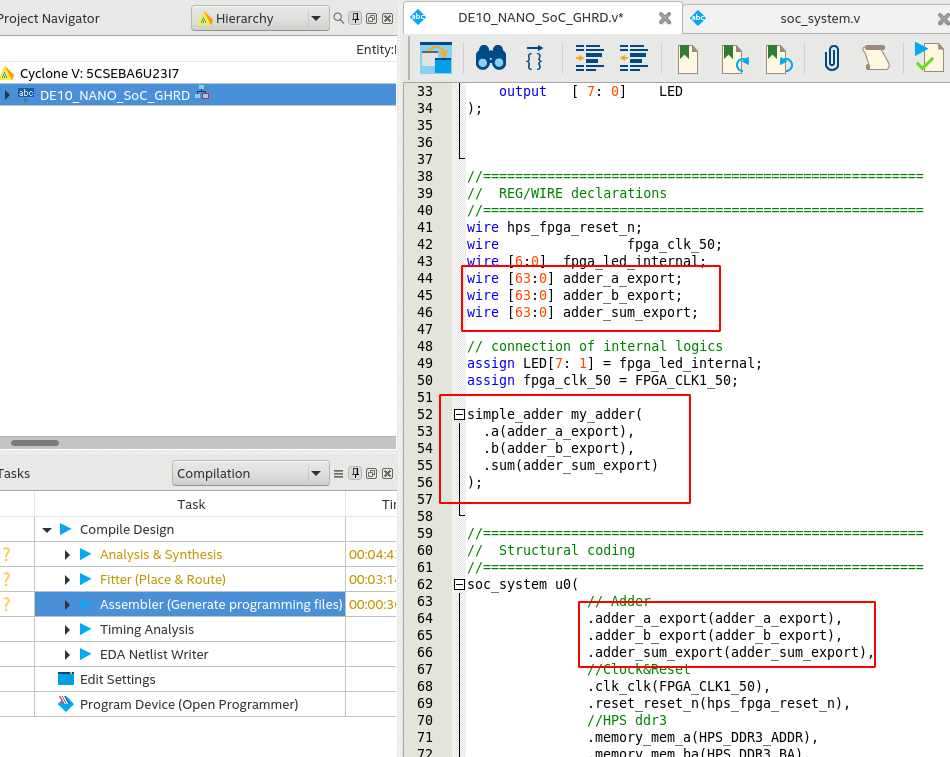 Project Navigator
Hierarchy
Entity:I
Cyclone V: 5CSEBA6U23I7
abc DE10_NANO_SoC_GHRD
Tasks
Compilation
Task
Compile Design
? Analysis & Synthesis 00:04:4
? Fitter (Place & Route) 00:03:1
? Assembler (Generate programming files) 00:00:3
Timing Analysis
EDA Netlist Writer
Edit Settings
Program Device (Open Programmer)
abc DE10_NANO_SoC_GHRD.v*
abc soc_system.v
33 output [ 7: 0] LED
34 );
35
36
37
38 //=======================================================
39 // REG/WIRE declarations
40 //=======================================================
41 wire hps_fpga_reset_n;
42 wire fpga_clk_50;
43 wire [6:0] fpga_led_internal;
44 wire [63:0] adder_a_export;
45 wire [63:0] adder_b_export;
46 wire [63:0] adder_sum_export;
47
48 // connection of internal logics
49 assign LED[7: 1] = fpga_led_internal;
50 assign fpga_clk_50 = FPGA_CLK1_50;
51
52 simple_adder my_adder(
53 .a(adder_a_export),
54 .b(adder_b_export),
55 .sum(adder_sum_export)
56 );
57
58
59 //=======================================================
60 // Structural coding
61 //=======================================================
62 soc_system u0(
63 // Adder
64 .adder_a_export(adder_a_export),
65 .adder_b_export(adder_b_export),
66 .adder_sum_export(adder_sum_export),
67 //Clock&Reset
68 .clk_clk(FPGA_CLK1_50),
69 .reset_reset_n(hps_fpga_reset_n),
70 //HPS ddr3
71 .memory_mem_a(HPS_DDR3_ADDR),
72 .memory_mem_ba(HPS_DDR3_BA),